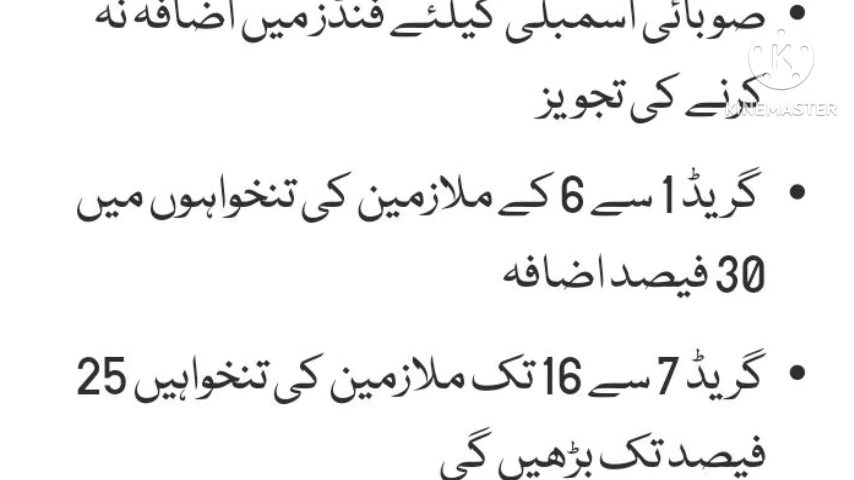 صوبائی اسمبلی کیلئے فنڈز میں اضافہ نہ
کرنے کی تجویز
KINEMASTER
گریڈ 1 سے 6 کے ملازمین کی تنخواہوں میں
30 فیصد اضافہ
گریڈ 7 سے 16 تک ملازمین کی تنخواہیں 25
فیصد تک بڑھیں گی